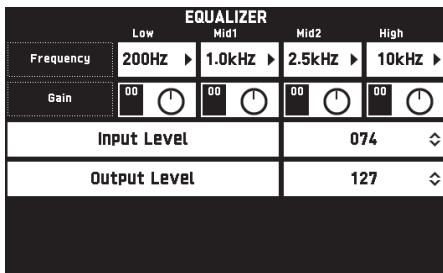 EQUALIZER
Low Mid1 Mid2 High
Frequency 200Hz 1.0kHz 2.5kHz 10kHz
Gain 00 00 00 00
Input Level 074
Output Level 127